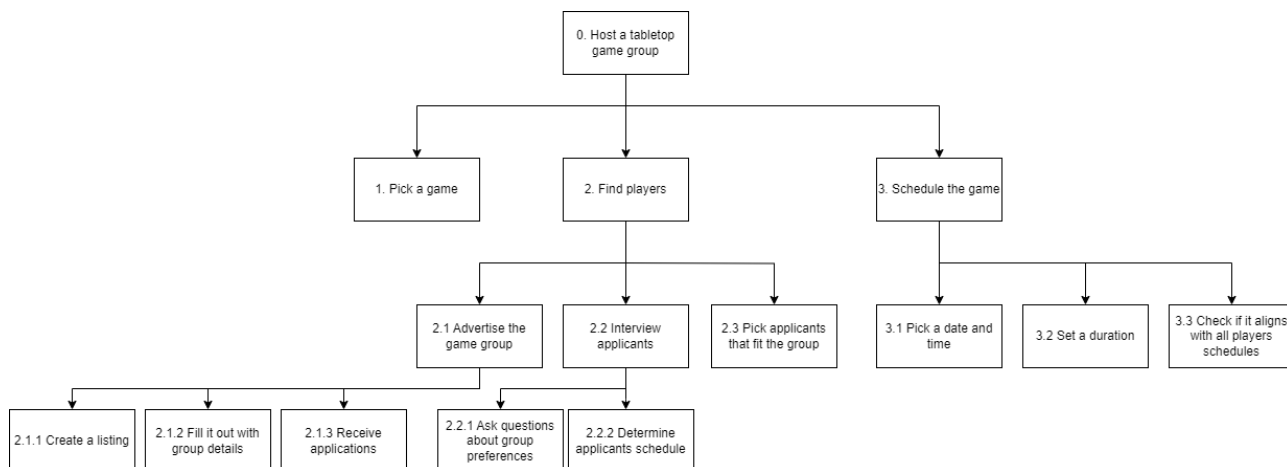 0. Host a tabletop
game group
1. Pick a game
2. Find players
3. Schedule the game
2.1 Advertise the
game group
2.2 Interview
applicants
2.3 Pick applicants
that fit the group
3.1 Pick a date and
time
3.2 Set a duration
3.3 Check if it aligns
with all players
schedules
2.1.1 Create a listing
2.1.2 Fill it out with
group details
2.1.3 Receive
applications
2.2.1 Ask questions
about group
preferences
2.2.2 Determine
applicants schedule